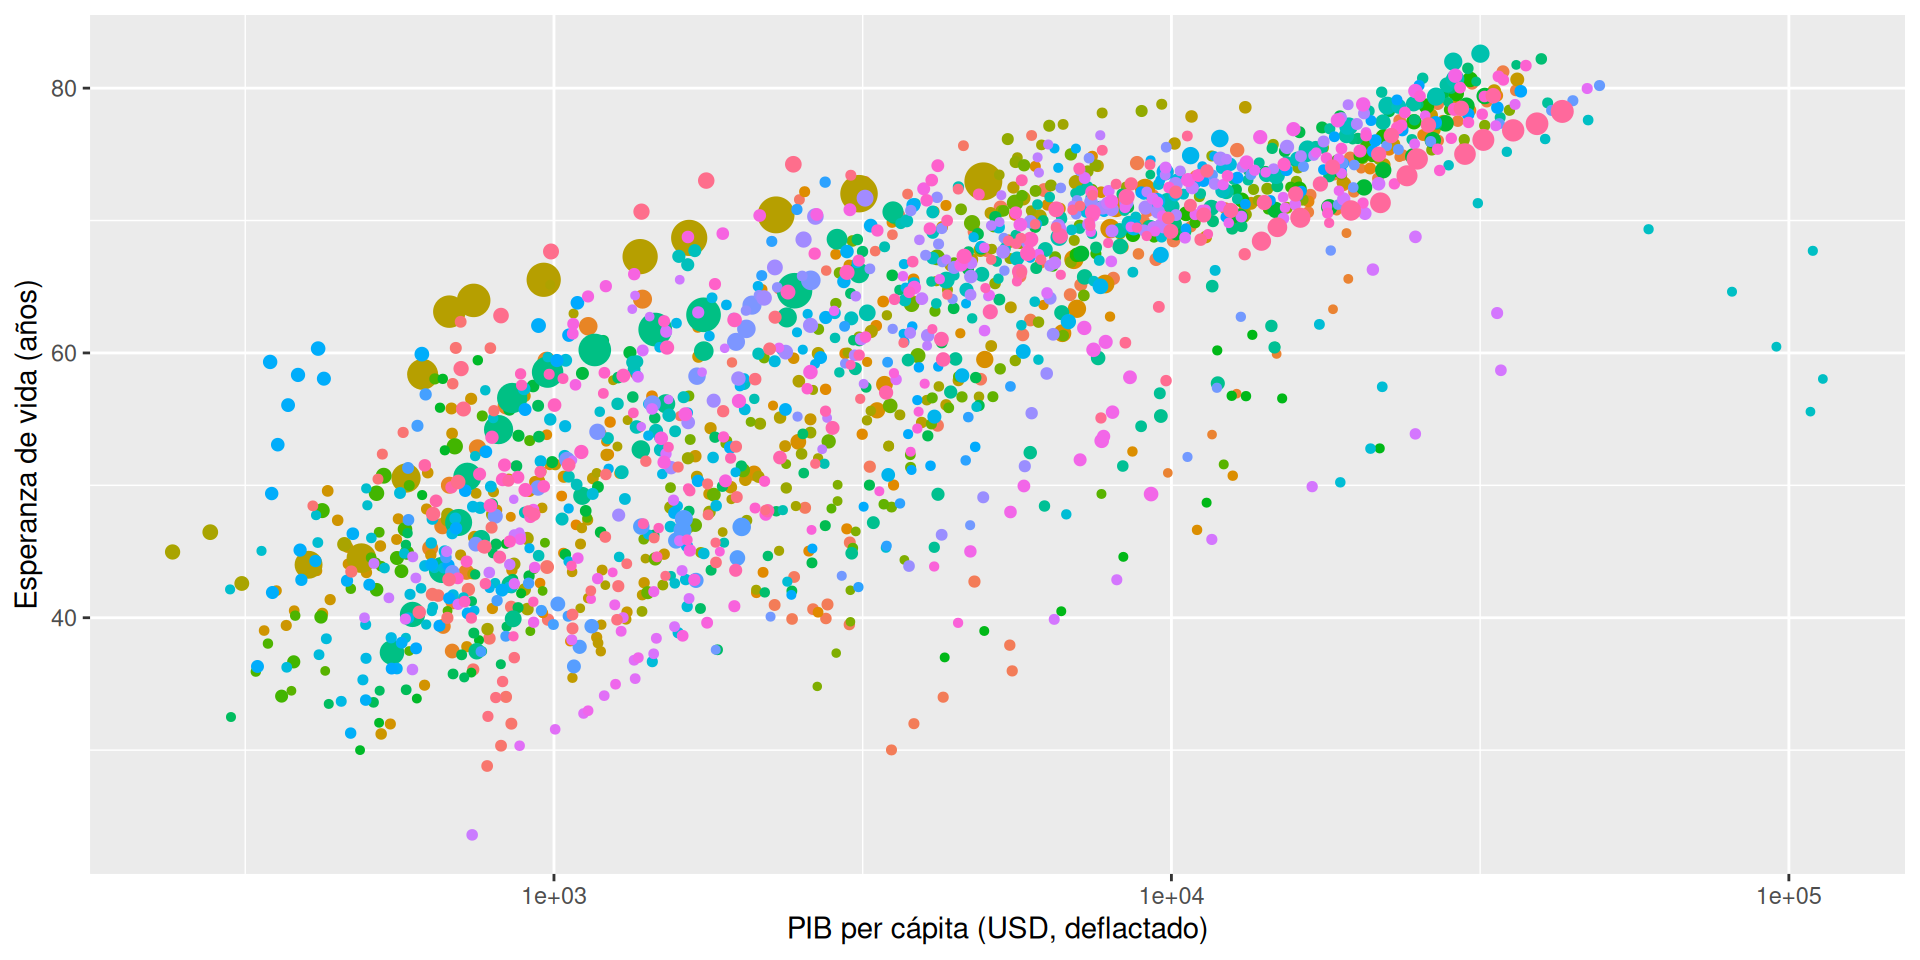 80
60
40
Esperanza de vida (años)
1e+03
1e+04
1e+05
PIB per cápita (USD, deflactado)